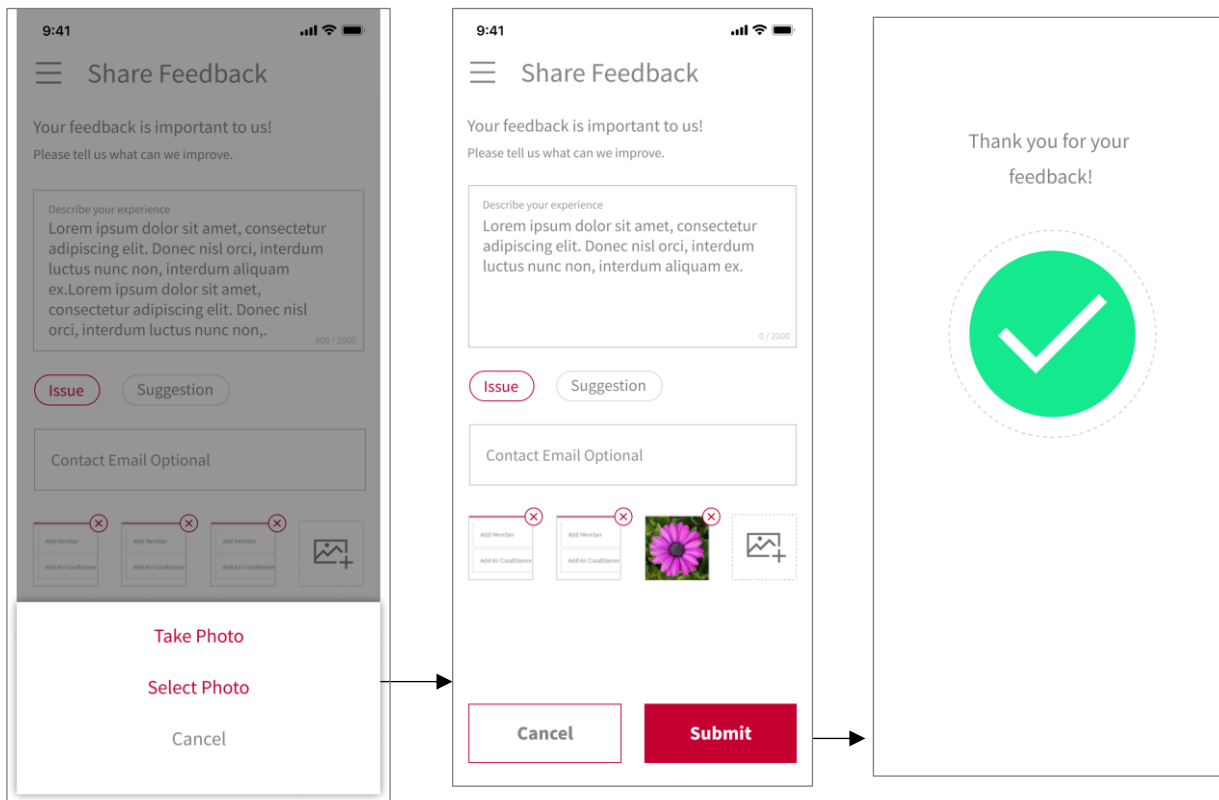 9:41
Share Feedback
Your feedback is important to us!
Please tell us what can we improve.
Describe your experience
Lorem ipsum dolor sit amet, consectetur
adipiscing elit. Donec nisl orci, interdum
luctus nunc non, interdum aliquam
ex.Lorem ipsum dolor sit amet,
consectetur adipiscing elit. Donec nisl
orci, interdum luctus nunc non,.
600 / 2000
Issue
Suggestion
Contact Email Optional
Add Member
Add Air Conditioner
Add Member
Add Air Conditioner
Add Member
Add Air Conditioner
Take Photo
Select Photo
Cancel
9:41
Share Feedback
Your feedback is important to us!
Please tell us what can we improve.
Describe your experience
Lorem ipsum dolor sit amet, consectetur
adipiscing elit. Donec nisl orci, interdum
luctus nunc non, interdum aliquam ex.
0 / 2000
Issue
Suggestion
Contact Email Optional
Add Member
Add Air Conditioner
Add Member
Add Air Conditioner
Cancel
Submit
Thank you for your
feedback!